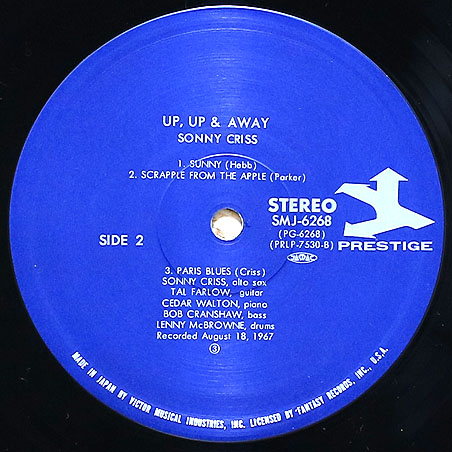 UP, UP & AWAY
SONNY CRISS
1. SUNNY (Hebb)
2. SCRAPPLE FROM THE APPLE (Parker)
STEREO
SMJ-6268
(PG-6268)
(PRLP-7530-B)
PRESTIGE
SIDE 2
3. PARIS BLUES (Criss)
SONNY CRISS, alto sax
TAL FARLOW, guitar
CEDAR WALTON, piano
BOB CRANSHAW, bass
LENNY McBROWNE, drums
Recorded August 18, 1967
3
MADE IN JAPAN BY VICTOR MUSICAL INDUSTRIES, INC. LICENSED BY FANTASY RECORDS, INC., U.S.A.